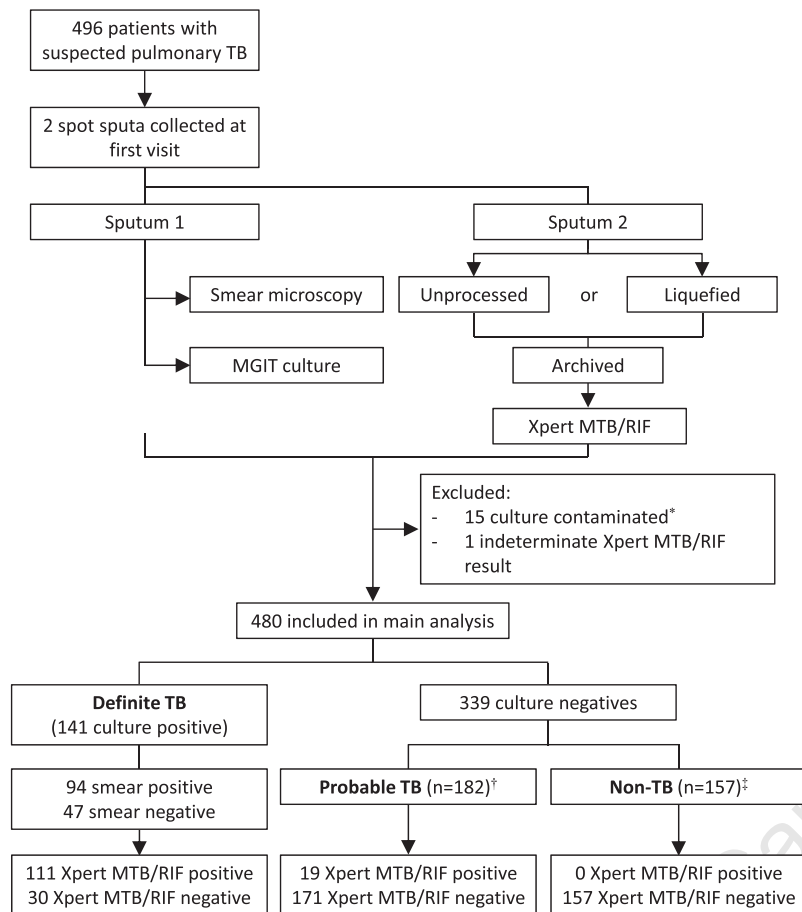 496 patients with
suspected pulmonary TB
2 spot sputa collected at
first visit
Sputum 1
Sputum 2
Smear microscopy
Unprocessed
or
Liquefied
MGIT culture
Archived
Xpert MTB/RIF
Excluded:
- 15 culture contaminated*
- 1 indeterminate Xpert MTB/RIF
result
480 included in main analysis
Definite TB
(141 culture positive)
339 culture negatives
94 smear positive
47 smear negative
Probable TB (n=182)†
Non-TB (n=157)‡
111 Xpert MTB/RIF positive
30 Xpert MTB/RIF negative
19 Xpert MTB/RIF positive
171 Xpert MTB/RIF negative
0 Xpert MTB/RIF positive
157 Xpert MTB/RIF negative